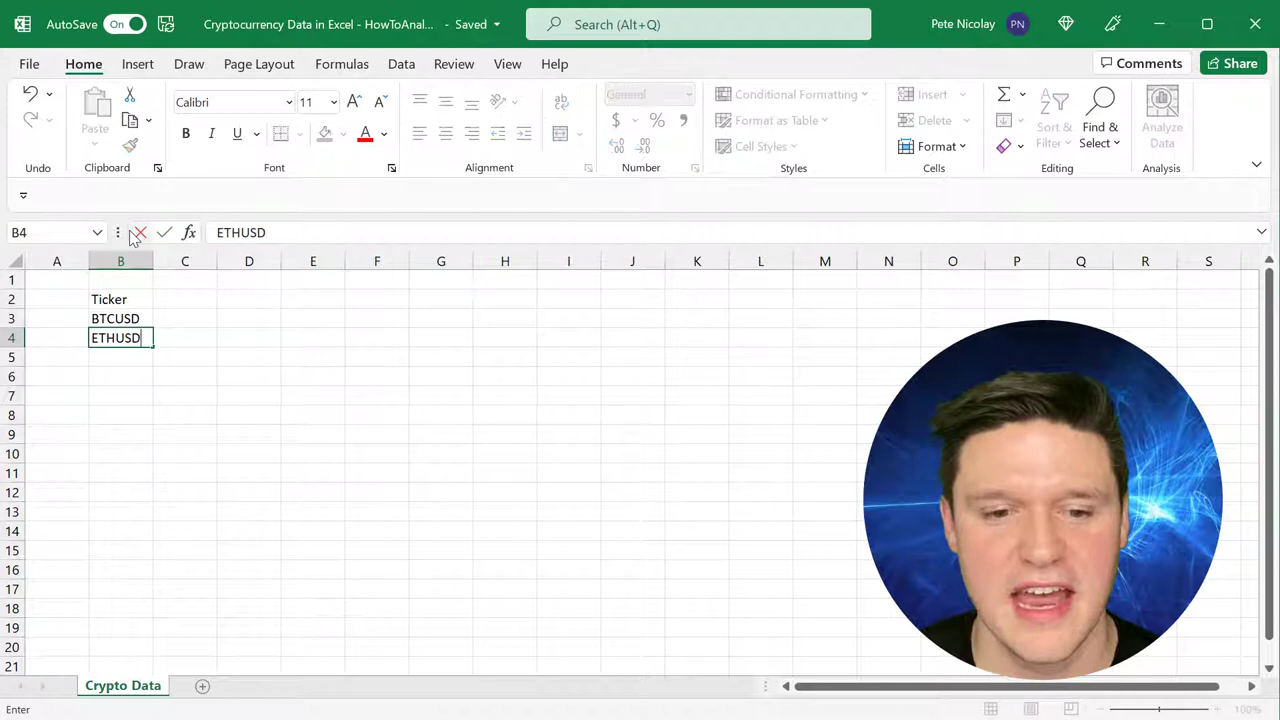 AutoSave On Cryptocurrency Data in Excel - HowToAnal... - Saved Search (Alt+Q) Pete Nicolay PN
File Home Insert Draw Page Layout Formulas Data Review View Help Comments Share
Calibri 11 General Conditional Formatting Insert
Paste B I U A $ % Format as Table Delete Sort & Filter Find & Select Analyze Data
Cell Styles Format
Undo Clipboard Font Alignment Number Styles Cells Editing Analysis
B4 fx ETHUSD
A B C D E F G H I J K L M N O P Q R S
1
2 Ticker
3 BTCUSD
4 ETHUSD
5
6
7
8
9
10
11
12
13
14
15
16
17
18
19
20
21
Crypto Data
Enter 100%